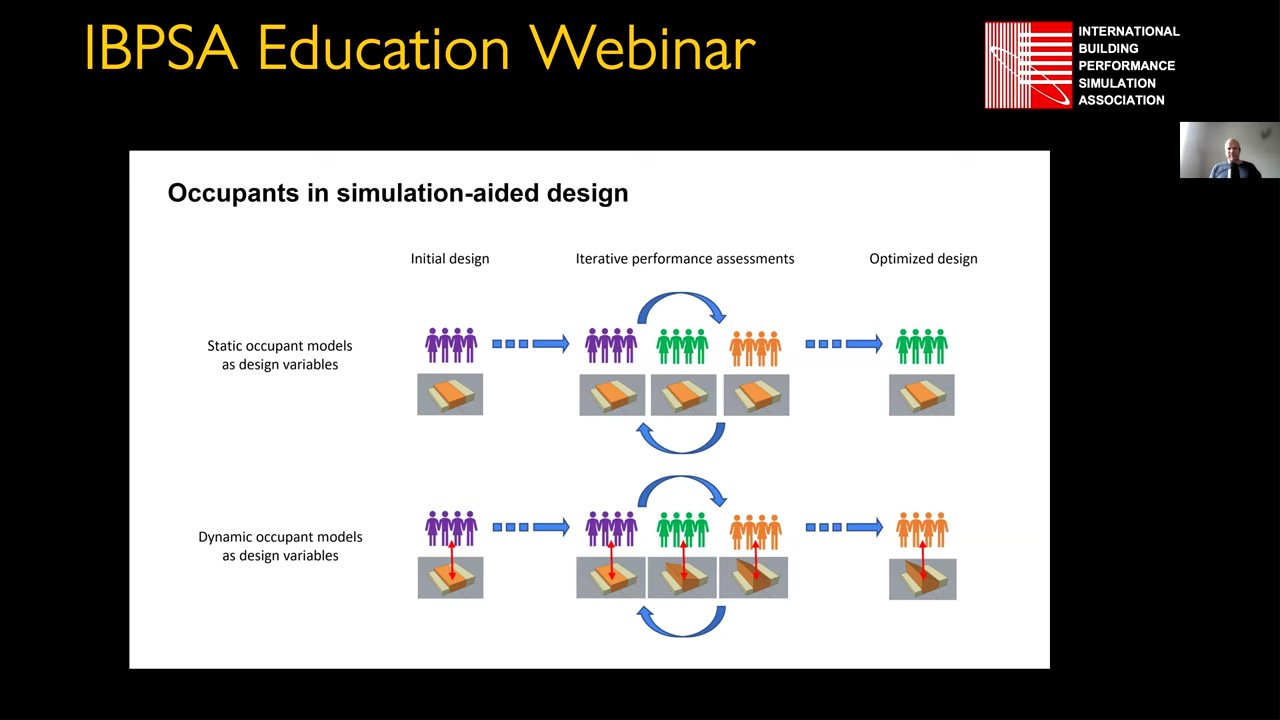 IBPSA Education Webinar
INTERNATIONAL
BUILDING
PERFORMANCE
SIMULATION
ASSOCIATION
Occupants in simulation-aided design
Initial design
Iterative performance assessments
Optimized design
Static occupant models
as design variables
Dynamic occupant models
as design variables